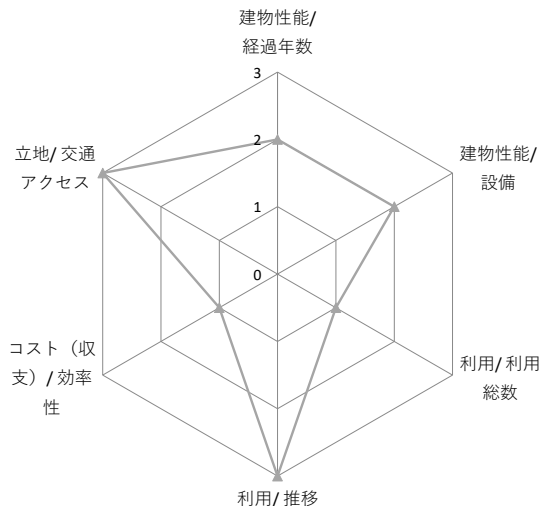 建物性能/
経過年数
3
立地/ 交通
アクセス
2
建物性能/
設備
1
0
コスト（収
支）/ 効率
性
利用/ 利用
総数
利用/ 推移